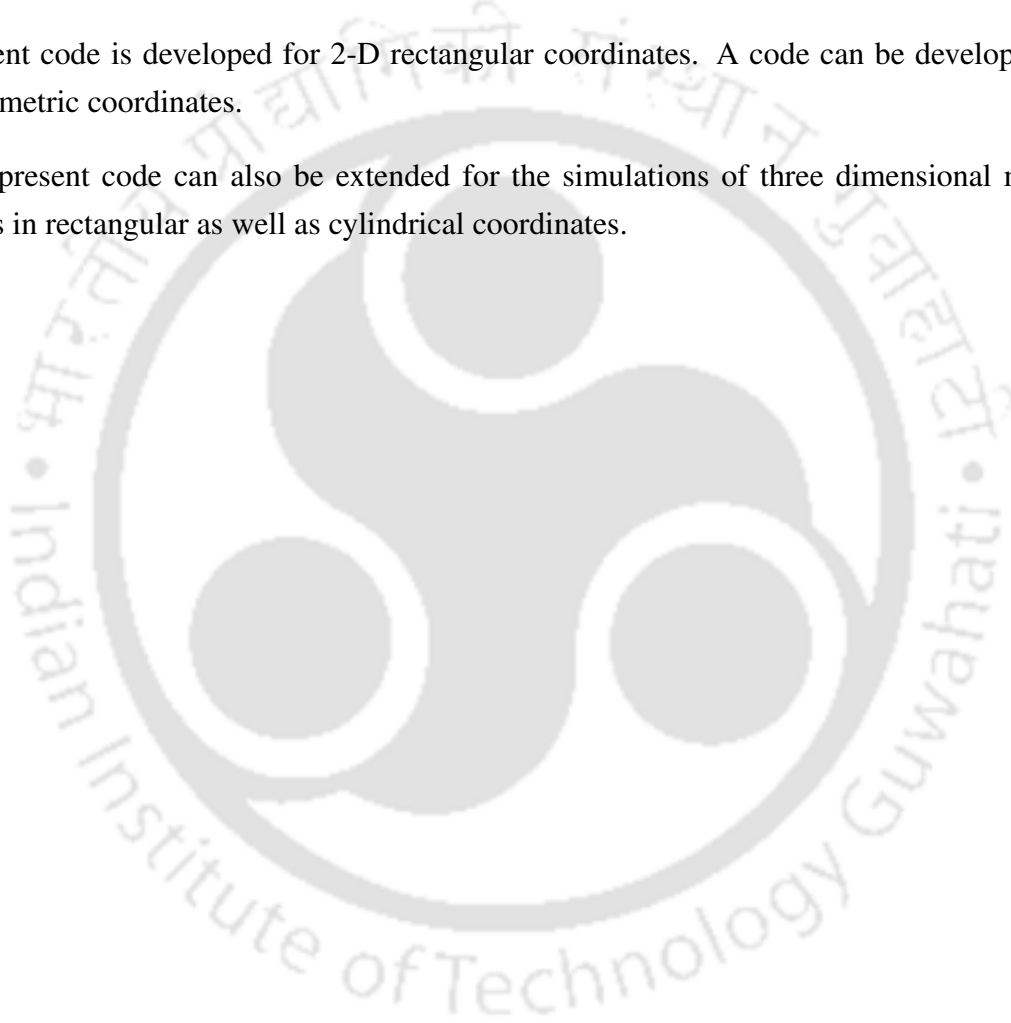 ent code is developed for 2-D rectangular coordinates. A code can be develop
metric coordinates.
present code can also be extended for the simulations of three dimensional
s in rectangular as well as cylindrical coordinates.
भारतीय प्रौद्योगिकी संस्थान गुवाहाटी
Indian Institute of Technology Guwahati